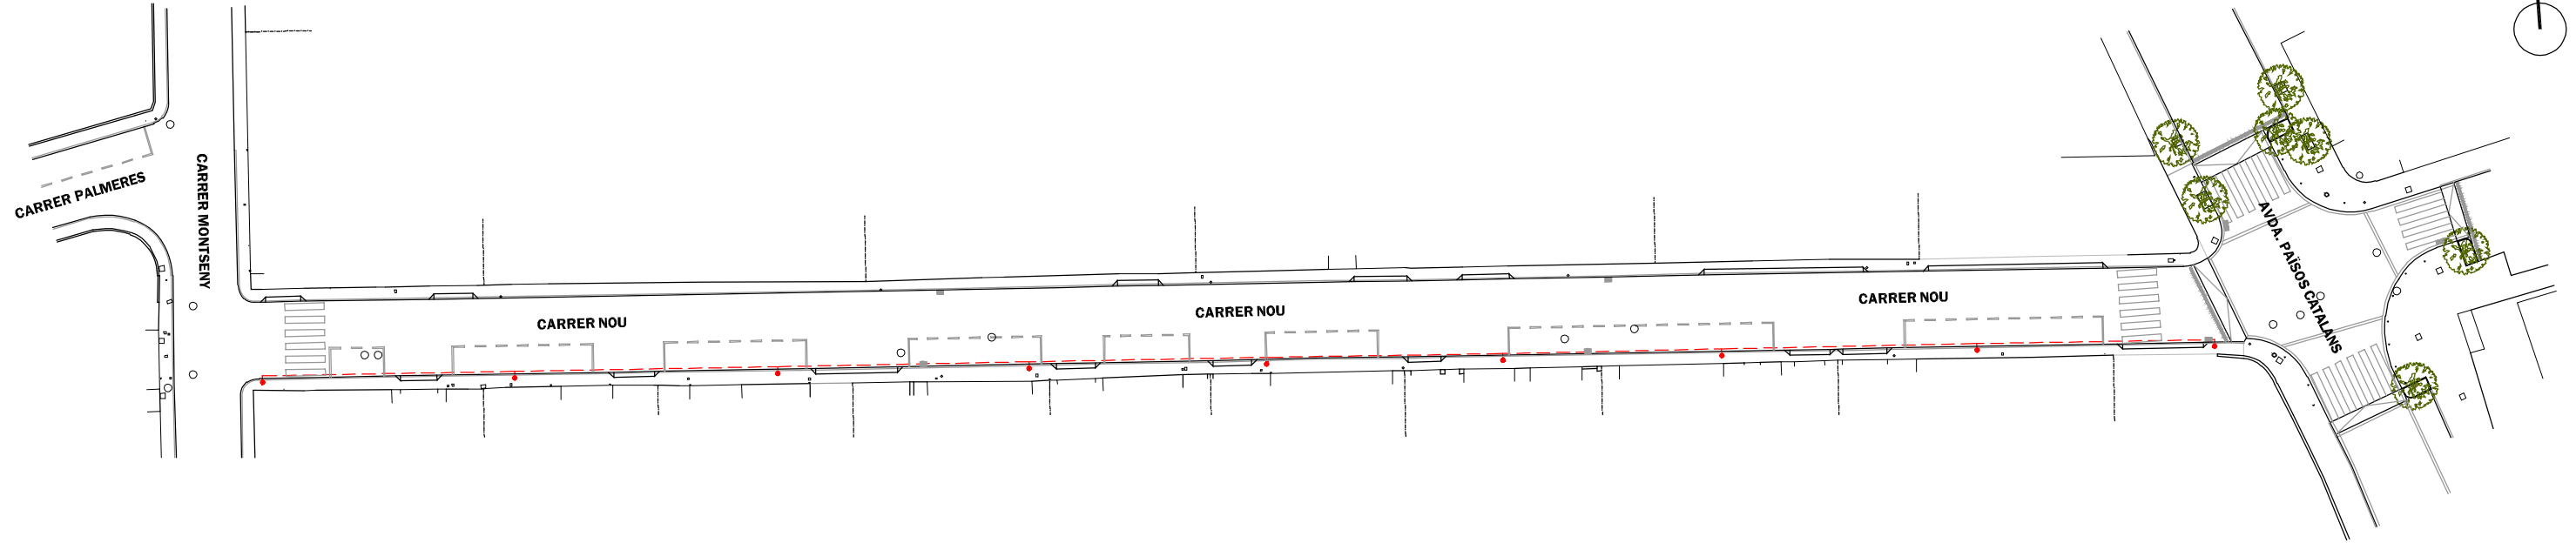 CARRER PALMERES
CARRER MONTSENY
CARRER NOU
CARRER NOU
CARRER NOU
AVDA. PAÏSOS CATALANS